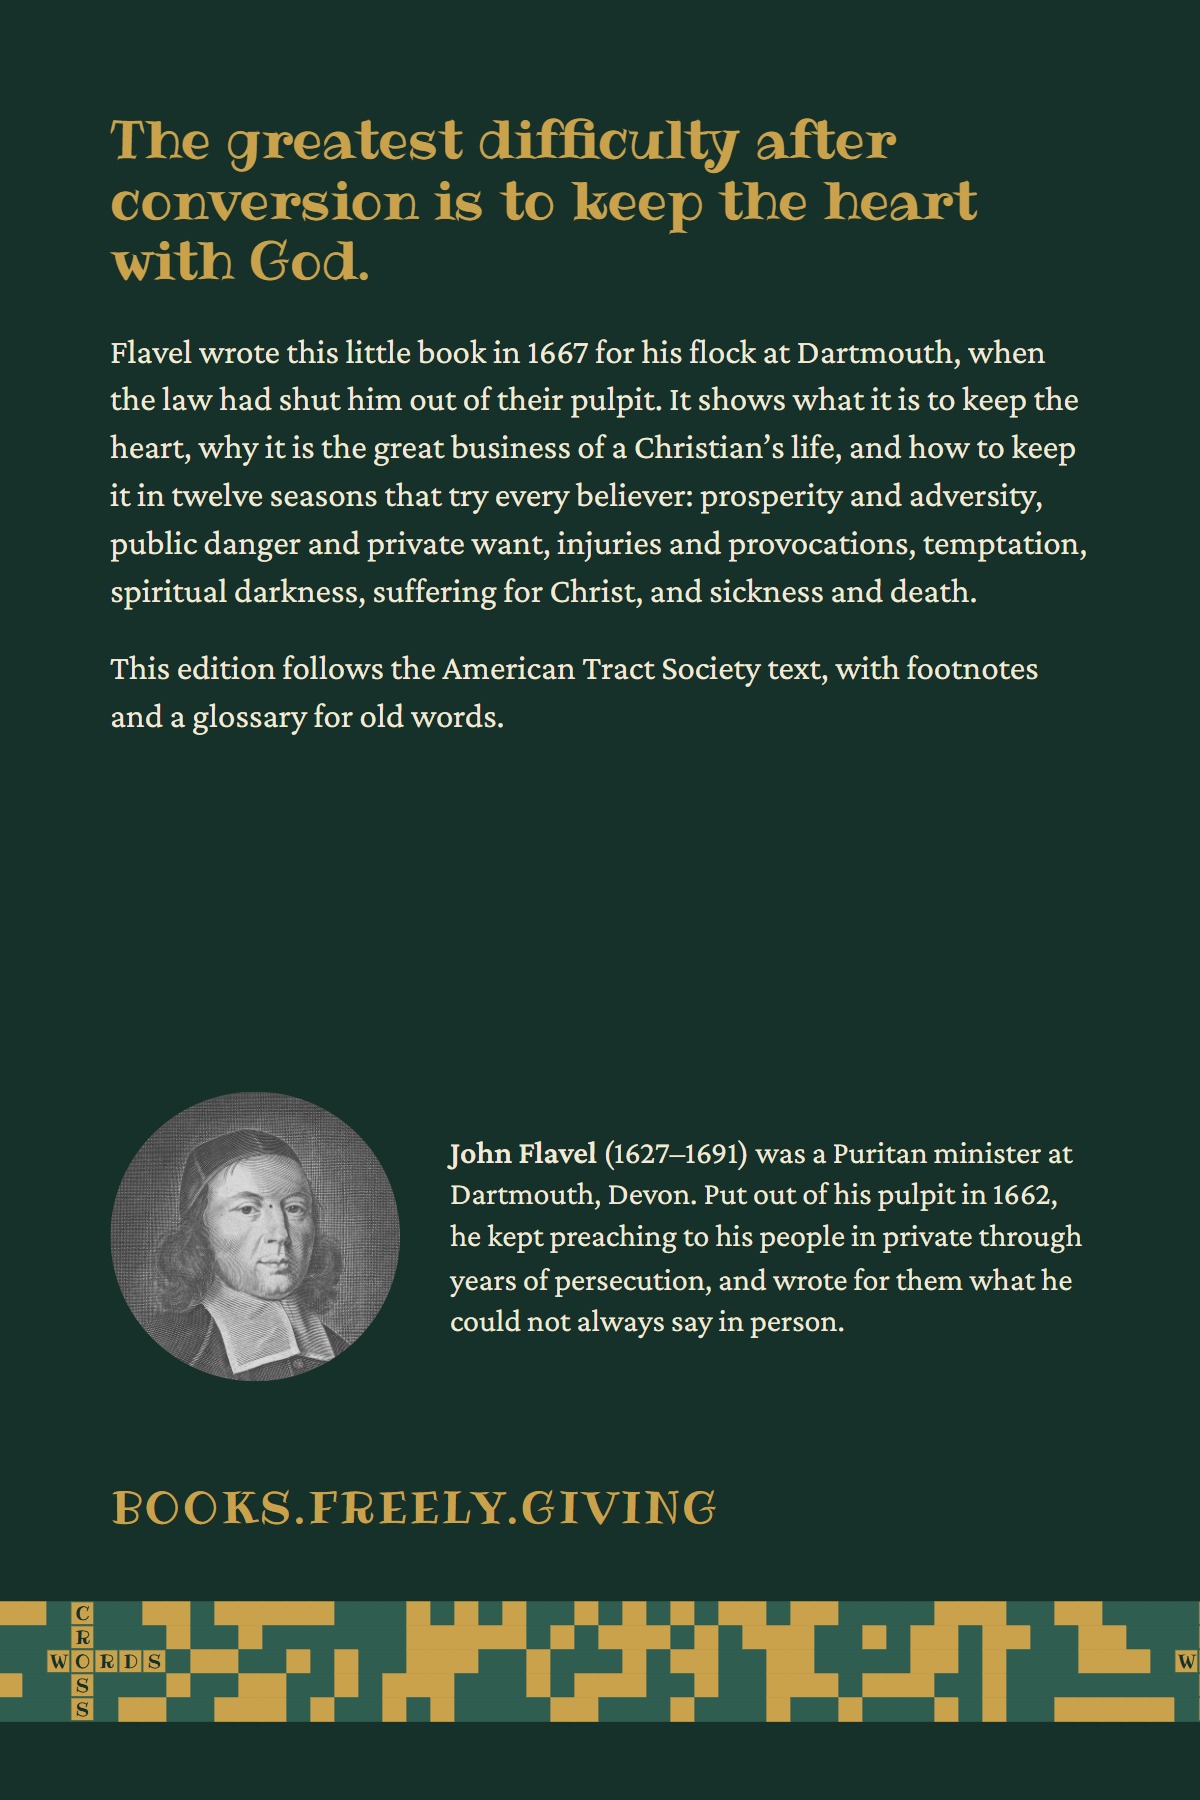 The greatest difficulty after
conversion is to keep the heart
with God.
Flavel wrote this little book in 1667 for his flock at Dartmouth, when
the law had shut him out of their pulpit. It shows what it is to keep the
heart, why it is the great business of a Christian’s life, and how to keep
it in twelve seasons that try every believer: prosperity and adversity,
public danger and private want, injuries and provocations, temptation,
spiritual darkness, suffering for Christ, and sickness and death.
This edition follows the American Tract Society text, with footnotes
and a glossary for old words.
John Flavel (1627–1691) was a Puritan minister at
Dartmouth, Devon. Put out of his pulpit in 1662,
he kept preaching to his people in private through
years of persecution, and wrote for them what he
could not always say in person.
BOOKS.FREELY.GIVING
CROSS
WORDS
W